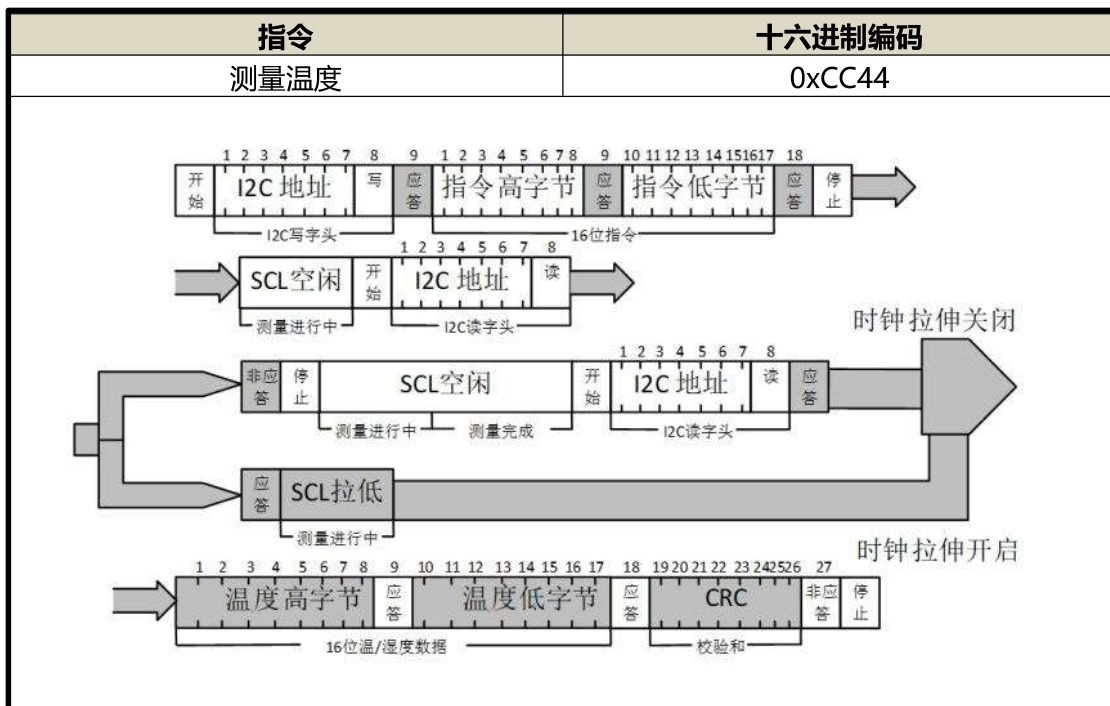 指令 十六进制编码
测量温度 0xCC44
1 2 3 4 5 6 7 8 9 1 2 3 4 5 6 7 8 9 10 11 12 13 14 15 16 17 18
开始 I2C 地址 写 应答 指令高字节 应答 指令低字节 应答 停止
I2C写字头 16位指令
1 2 3 4 5 6 7 8
SCL空闲 开始 I2C 地址 读
测量进行中 I2C读字头
时钟拉伸关闭
1 2 3 4 5 6 7 8
非应答 停止 SCL空闲 开始 I2C 地址 读 应答
测量进行中 测量完成 I2C读字头
应答 SCL拉低
测量进行中
时钟拉伸开启
1 2 3 4 5 6 7 8 9 10 11 12 13 14 15 16 17 18 19 20 21 22 23 24 25 26 27
温度高字节 应答 温度低字节 应答 CRC 非应答 停止
16位温/湿度数据 校验和